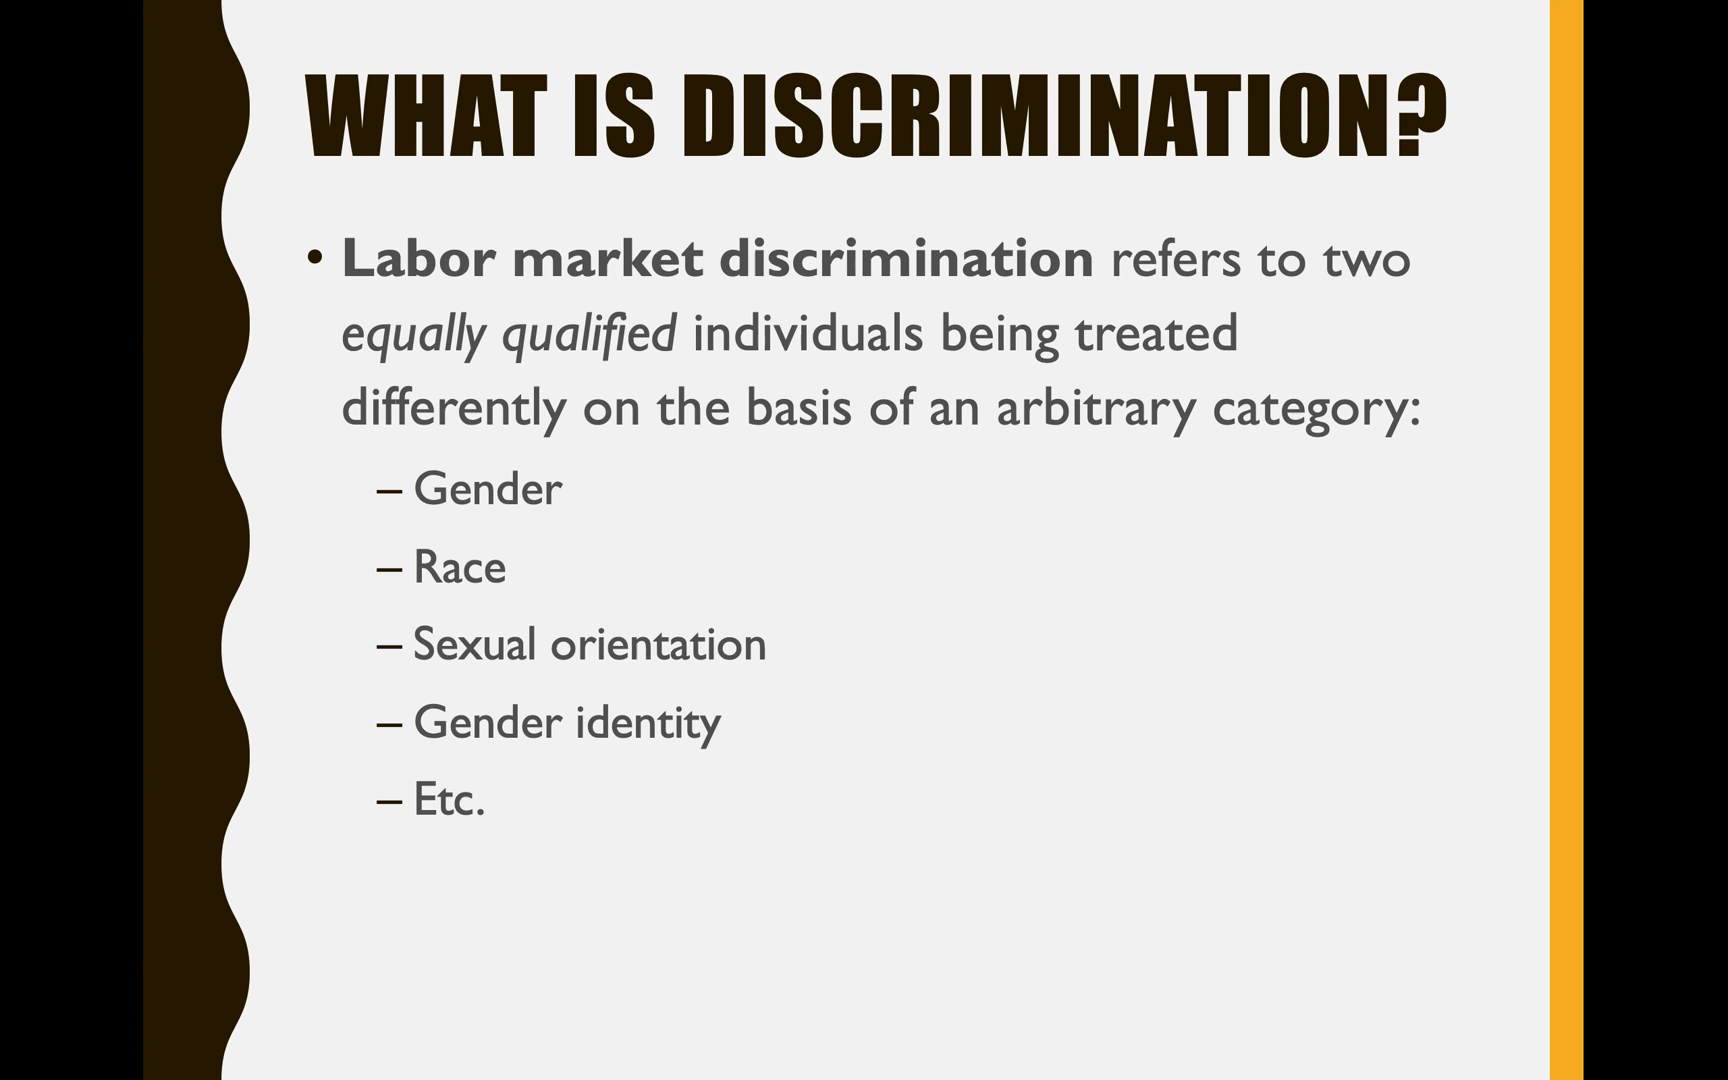 WHAT IS DISCRIMINATION?
• Labor market discrimination refers to two
equally qualified individuals being treated
differently on the basis of an arbitrary category:
– Gender
– Race
– Sexual orientation
– Gender identity
– Etc.